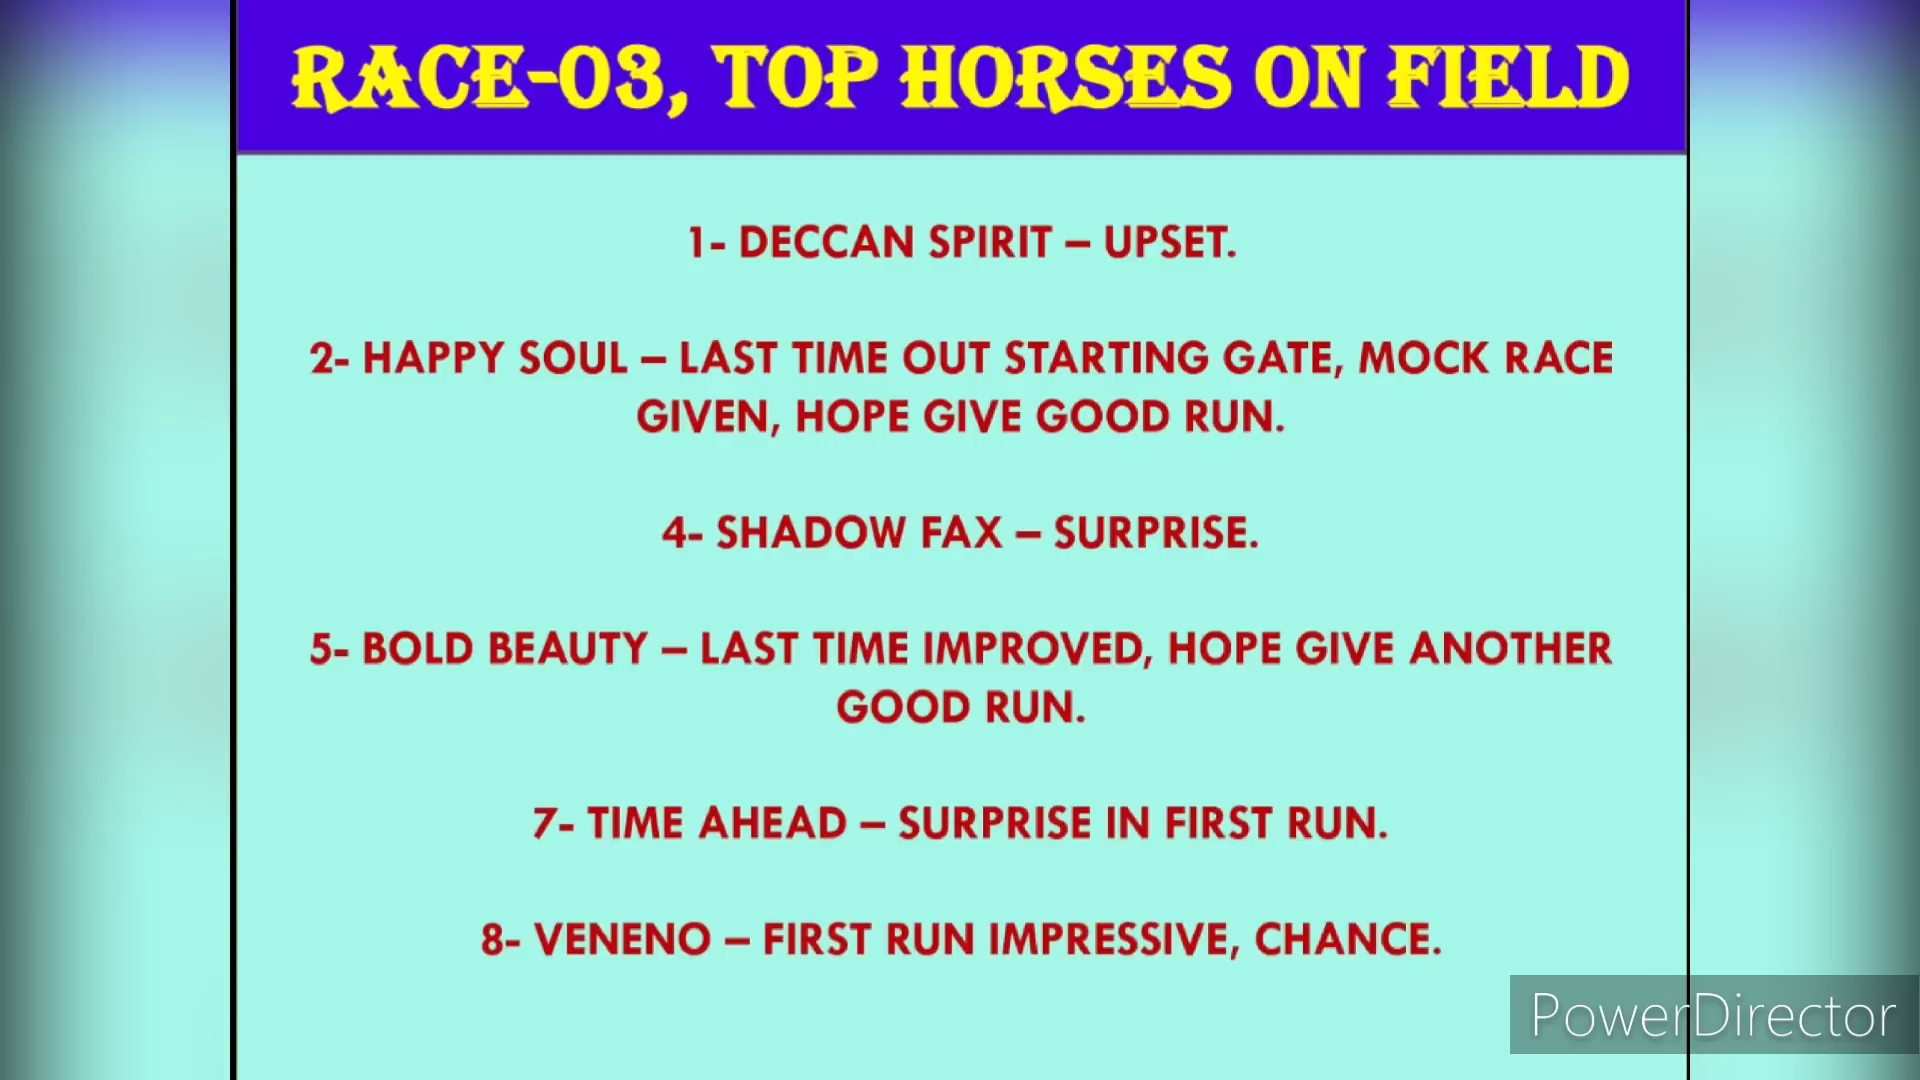 RACE-03, TOP HORSES ON FIELD
1- DECCAN SPIRIT – UPSET.
2- HAPPY SOUL – LAST TIME OUT STARTING GATE, MOCK RACE
GIVEN, HOPE GIVE GOOD RUN.
4- SHADOW FAX – SURPRISE.
5- BOLD BEAUTY – LAST TIME IMPROVED, HOPE GIVE ANOTHER
GOOD RUN.
7- TIME AHEAD – SURPRISE IN FIRST RUN.
8- VENENO – FIRST RUN IMPRESSIVE, CHANCE.
PowerDirector